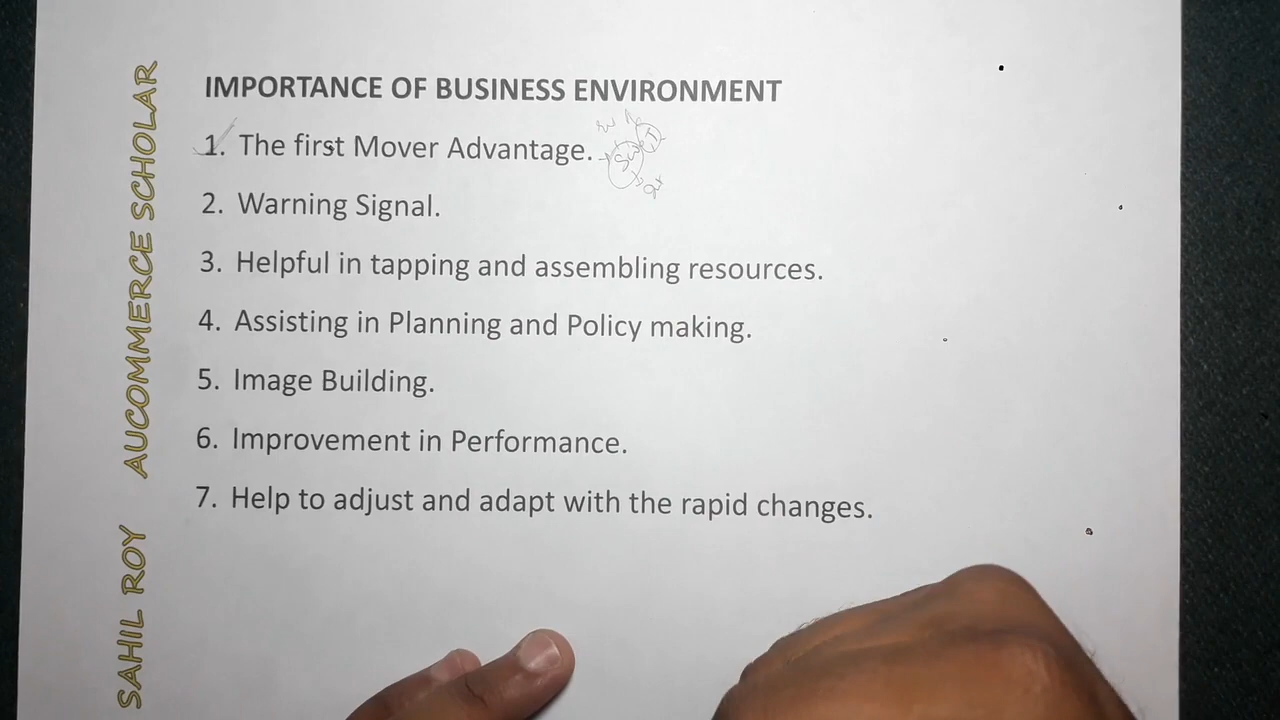 IMPORTANCE OF BUSINESS ENVIRONMENT
1. The first Mover Advantage.
2. Warning Signal.
3. Helpful in tapping and assembling resources.
4. Assisting in Planning and Policy making.
5. Image Building.
6. Improvement in Performance.
7. Help to adjust and adapt with the rapid changes.
SAHIL ROY AUCOMMERCE SCHOLAR